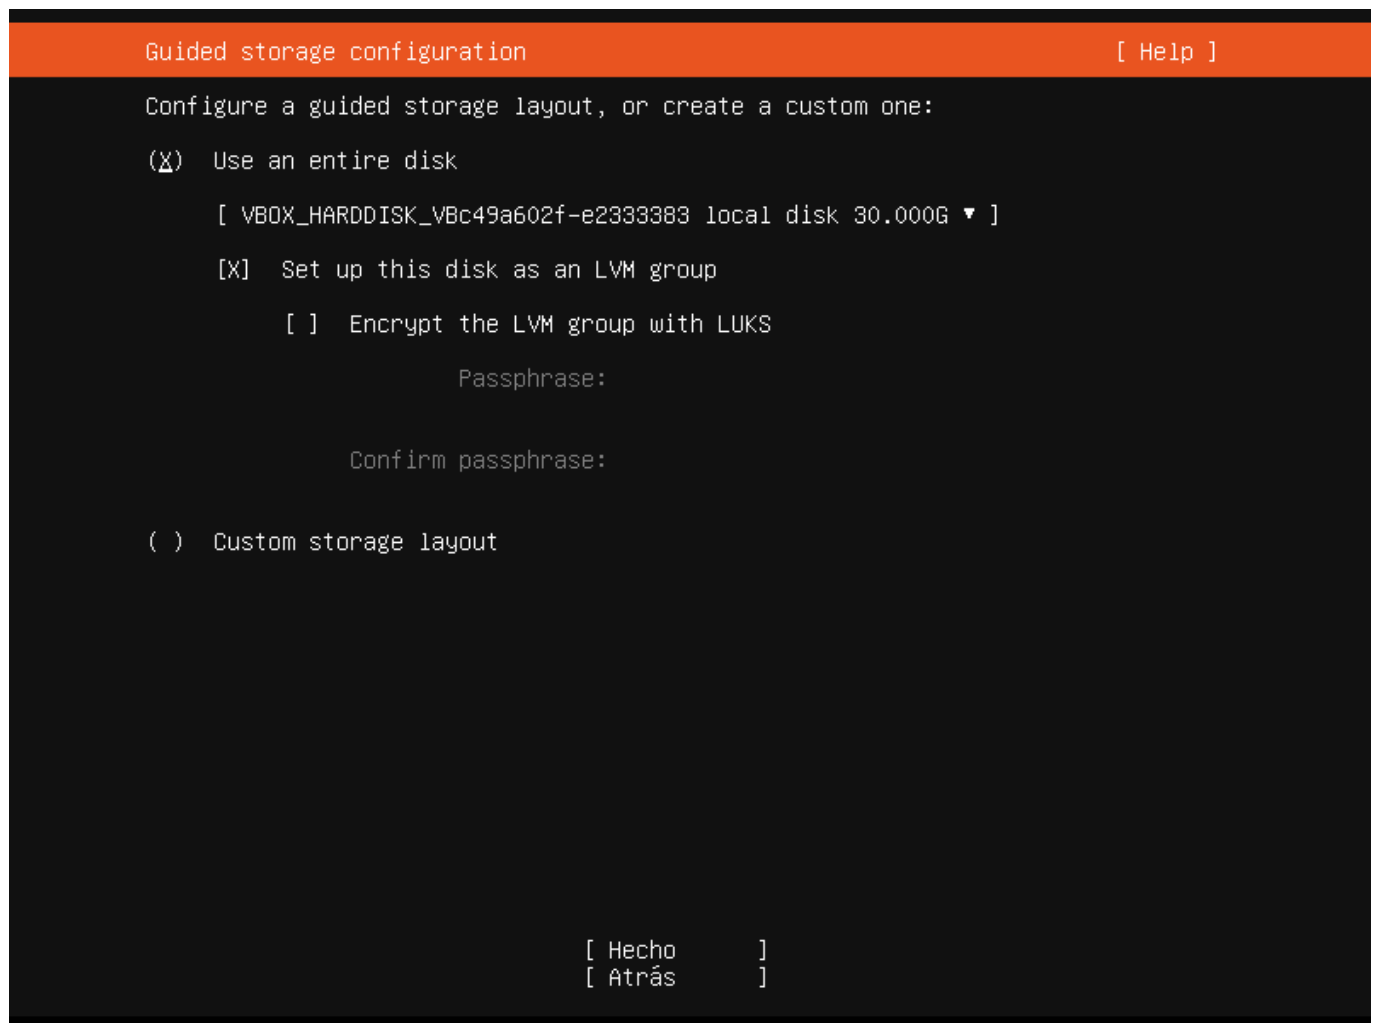 Guided storage configuration [ Help ]
Configure a guided storage layout, or create a custom one:
(X) Use an entire disk
[ VBOX_HARDDISK_VBc49a602f-e2333383 local disk 30.000G ▾ ]
[X] Set up this disk as an LVM group
[ ] Encrypt the LVM group with LUKS
Passphrase:
Confirm passphrase:
( ) Custom storage layout
[ Hecho ]
[ Atrás ]